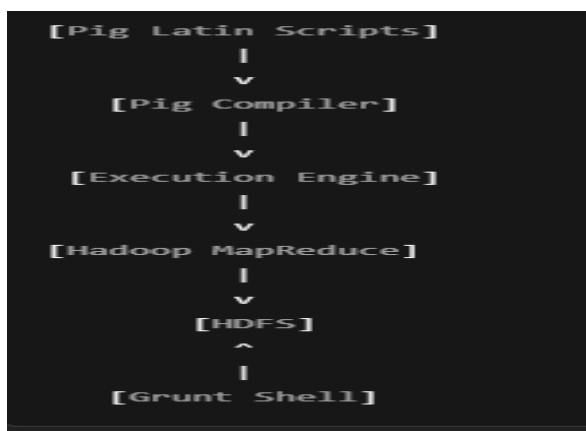 [Pig Latin Scripts]
|
v
[Pig Compiler]
|
v
[Execution Engine]
|
v
[Hadoop MapReduce]
|
v
[HDFS]
^
|
[Grunt Shell]